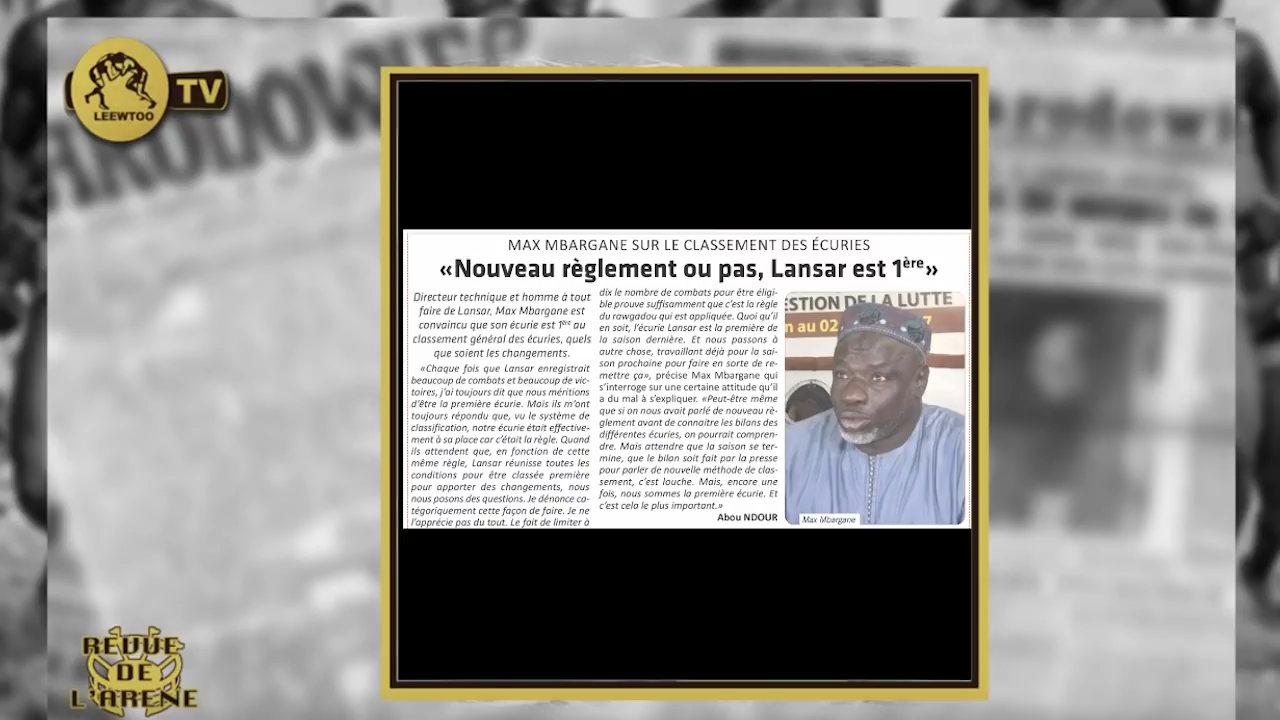 LEEWTOO
TV
MAX MBARGANE SUR LE CLASSEMENT DES ÉCURIES
«Nouveau règlement ou pas, Lansar est 1ère»
Directeur technique et homme à tout
faire de Lansar, Max Mbargane est
convaincu que son écurie est 1ère au
classement général des écuries, quels
que soient les changements.
«Chaque fois que Lansar enregistrait
beaucoup de combats et beaucoup de vic-
toires, j'ai toujours dit que nous méritions
d'être la première écurie. Mais ils m'ont
toujours répondu que, vu le système de
classification, notre écurie était effective-
ment à sa place car c'était la règle. Quand
ils attendent que, en fonction de cette
même règle, Lansar réunisse toutes les
conditions pour être classée première
pour apporter des changements, nous
nous posons des questions. Je dénonce ca-
tégoriquement cette façon de faire. Je ne
l'apprécie pas du tout. Le fait de limiter à
dix le nombre de combats pour être éligi-
ble prouve suffisamment que c'est la règle
du rawgadou qui est appliquée. Quoi qu'il
en soit, l'écurie Lansar est la première de
la saison dernière. Et nous passons à
autre chose, travaillant déjà pour la sai-
son prochaine pour faire en sorte de re-
mettre ça», précise Max Mbargane qui
s'interroge sur une certaine attitude qu'il
a du mal à s'expliquer. «Peut-être même
que si on nous avait parlé de nouveau rè-
glement avant de connaitre les bilans des
différentes écuries, on pourrait compren-
dre. Mais attendre que la saison se ter-
mine, que le bilan soit fait par la presse
pour parler de nouvelle méthode de clas-
sement, c'est louche. Mais, encore une
fois, nous sommes la première écurie. Et
c'est cela le plus important.»
Abou NDOUR
ESTION DE LA LUTTE
n au 02
7
Max Mbargane
REVUE
DE
L'ARENE